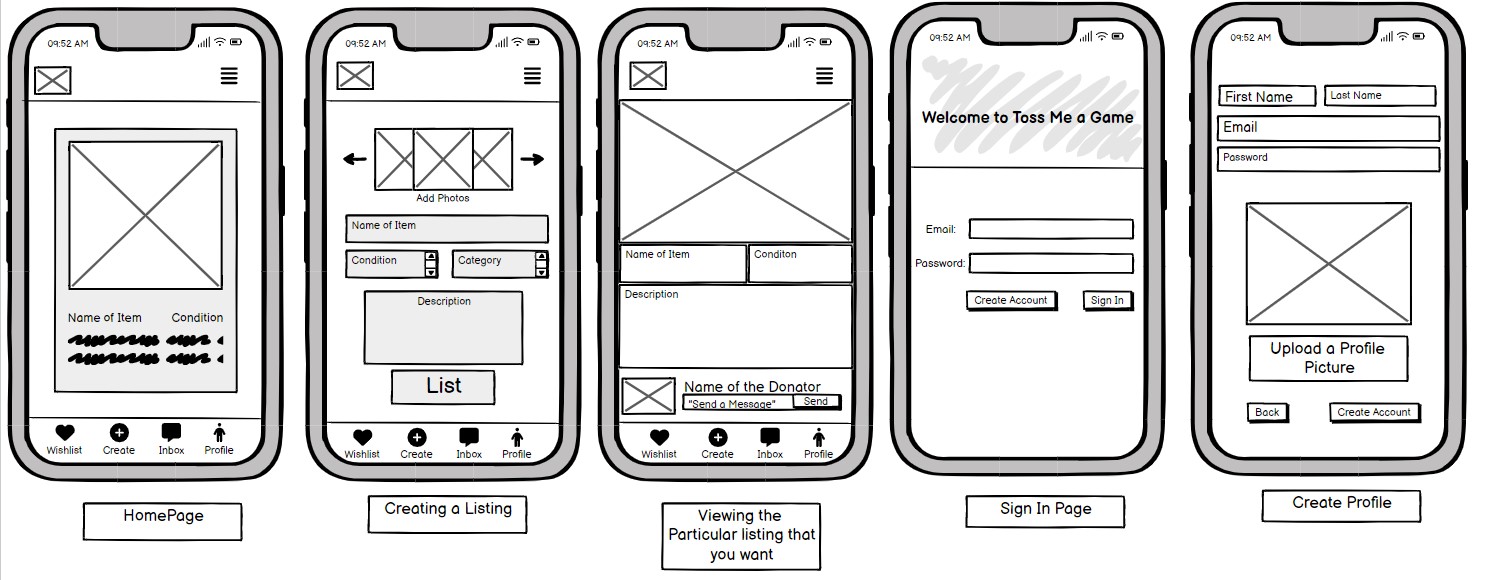 09:52 AM
Name of Item Condition
Wishlist Create Inbox Profile
HomePage
09:52 AM
Add Photos
Name of Item
Condition Category
Description
List
Wishlist Create Inbox Profile
Creating a Listing
09:52 AM
Name of Item Conditon
Description
Name of the Donator
"Send a Message" Send
Wishlist Create Inbox Profile
Viewing the
Particular listing that
you want
09:52 AM
Welcome to Toss Me a Game
Email:
Password:
Create Account Sign In
Sign In Page
09:52 AM
First Name Last Name
Email
Password
Upload a Profile
Picture
Back Create Account
Create Profile